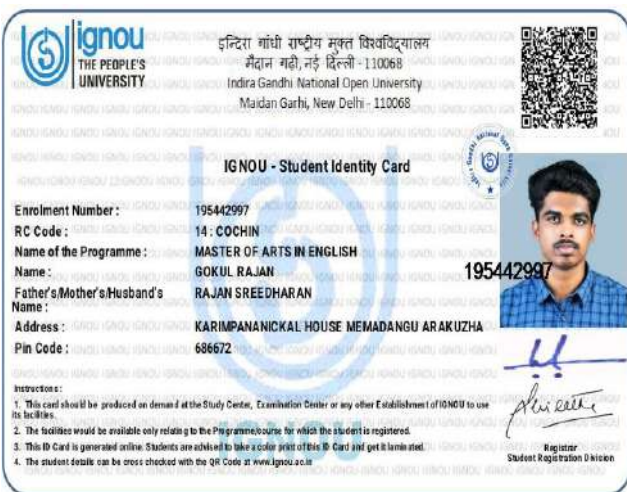 ignou
THE PEOPLE'S
UNIVERSITY
इन्दिरा गांधी राष्ट्रीय मुक्त विश्वविद्यालय
मैदान गढ़ी, नई दिल्ली - 110068
Indira Gandhi National Open University
Maidan Garhi, New Delhi - 110068
IGNOU - Student Identity Card
Enrolment Number : 195442997
RC Code : 14 : COCHIN
Name of the Programme : MASTER OF ARTS IN ENGLISH
Name : GOKUL RAJAN
Father's/Mother's/Husband's Name : RAJAN SREEDHARAN
Address : KARIMPANANICKAL HOUSE MEMADANGU ARAKUZHA
Pin Code : 686672
195442997
Instructions :
1. This card should be produced on demand at the Study Center, Examination Center or any other Establishment of IGNOU to use
its facilities.
2. The facilities would be available only relating to the Programme/course for which the student is registered.
3. This ID Card is generated online. Students are advised to take a color print of this ID Card and get it laminated.
4. The student details can be cross checked with the QR Code at www.ignou.ac.in
Registrar
Student Registration Division